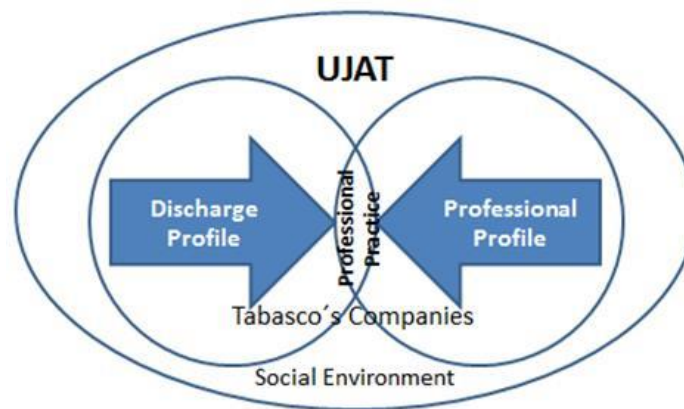 UJAT
Discharge
Profile
Professional
Practice
Professional
Profile
Tabasco´s Companies
Social Environment